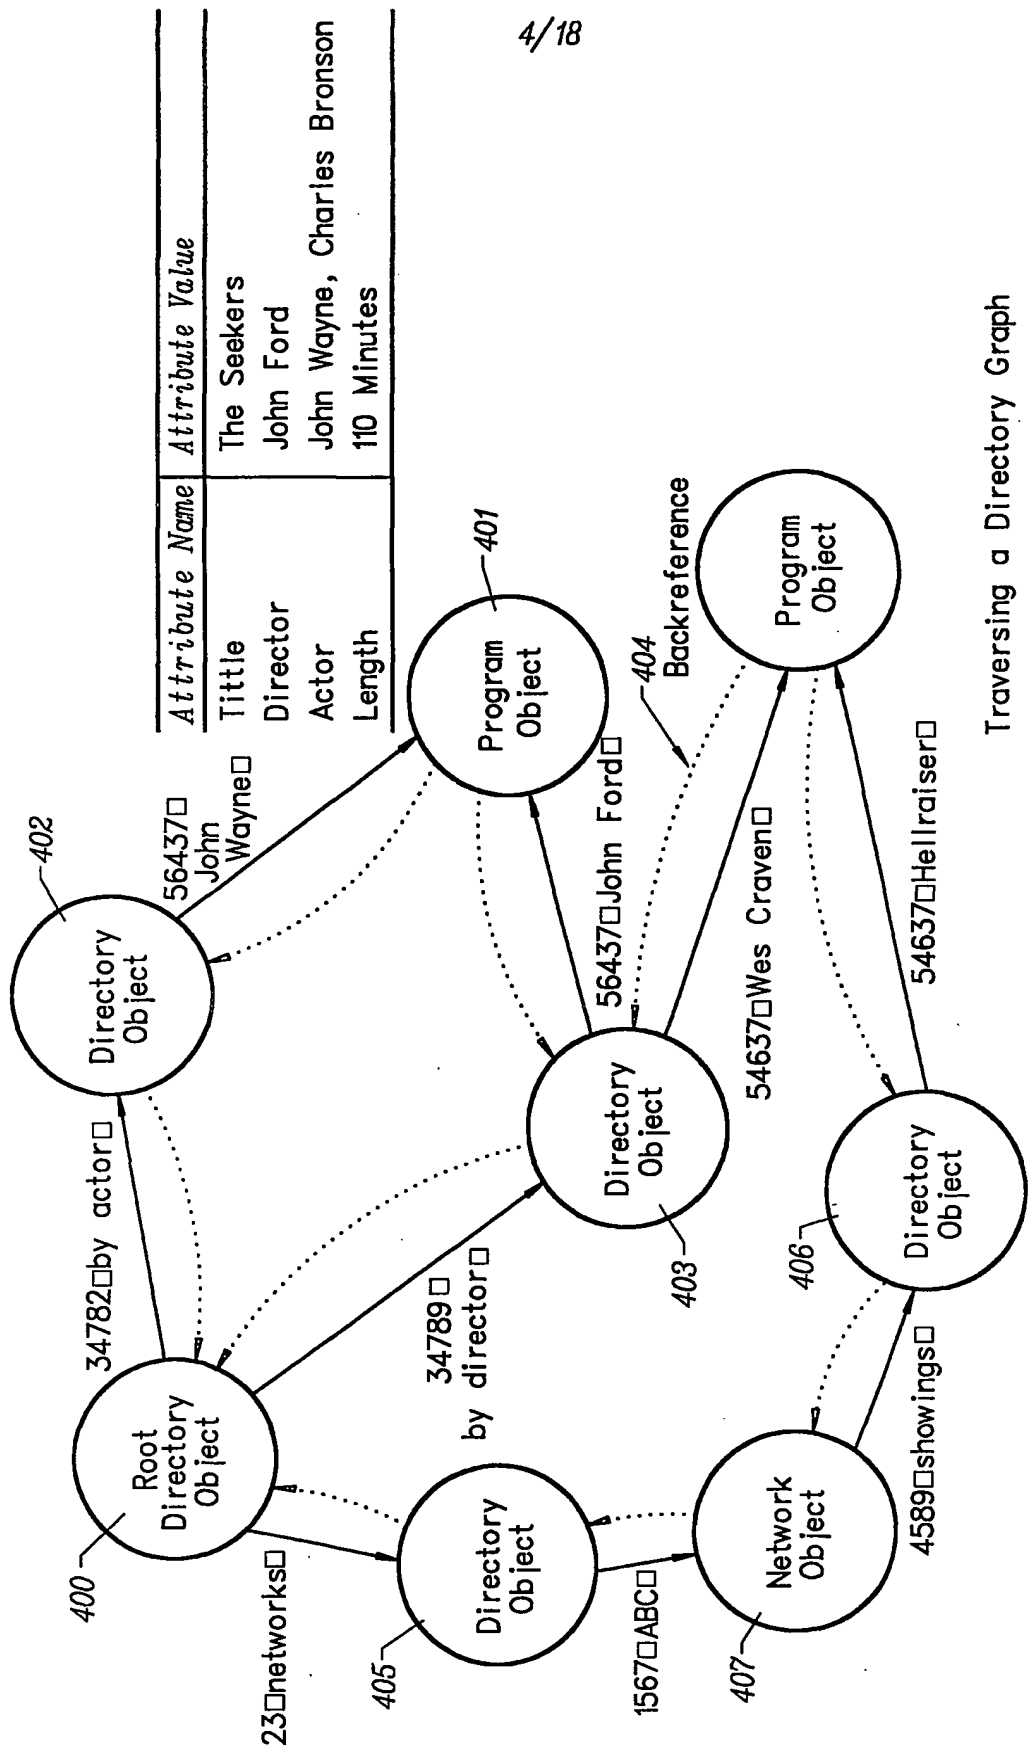 4/18
Attribute Name Attribute Value
Tittle The Seekers
Director John Ford
Actor John Wayne, Charles Bronson
Length 110 Minutes
402
56437□
John
Wayne□
34782□by actor□
Directory
Object
401
Program
Object
400
Root
Directory
Object
34789□
by director□
56437□John Ford□
404
Backreference
Directory
Object
403
23□networks□
405
Directory
Object
54637□Wes Craven□
Program
Object
1567□ABC□
407
Network
Object
406
Directory
Object
4589□showings□
54637□Hellraiser□
Traversing a Directory Graph